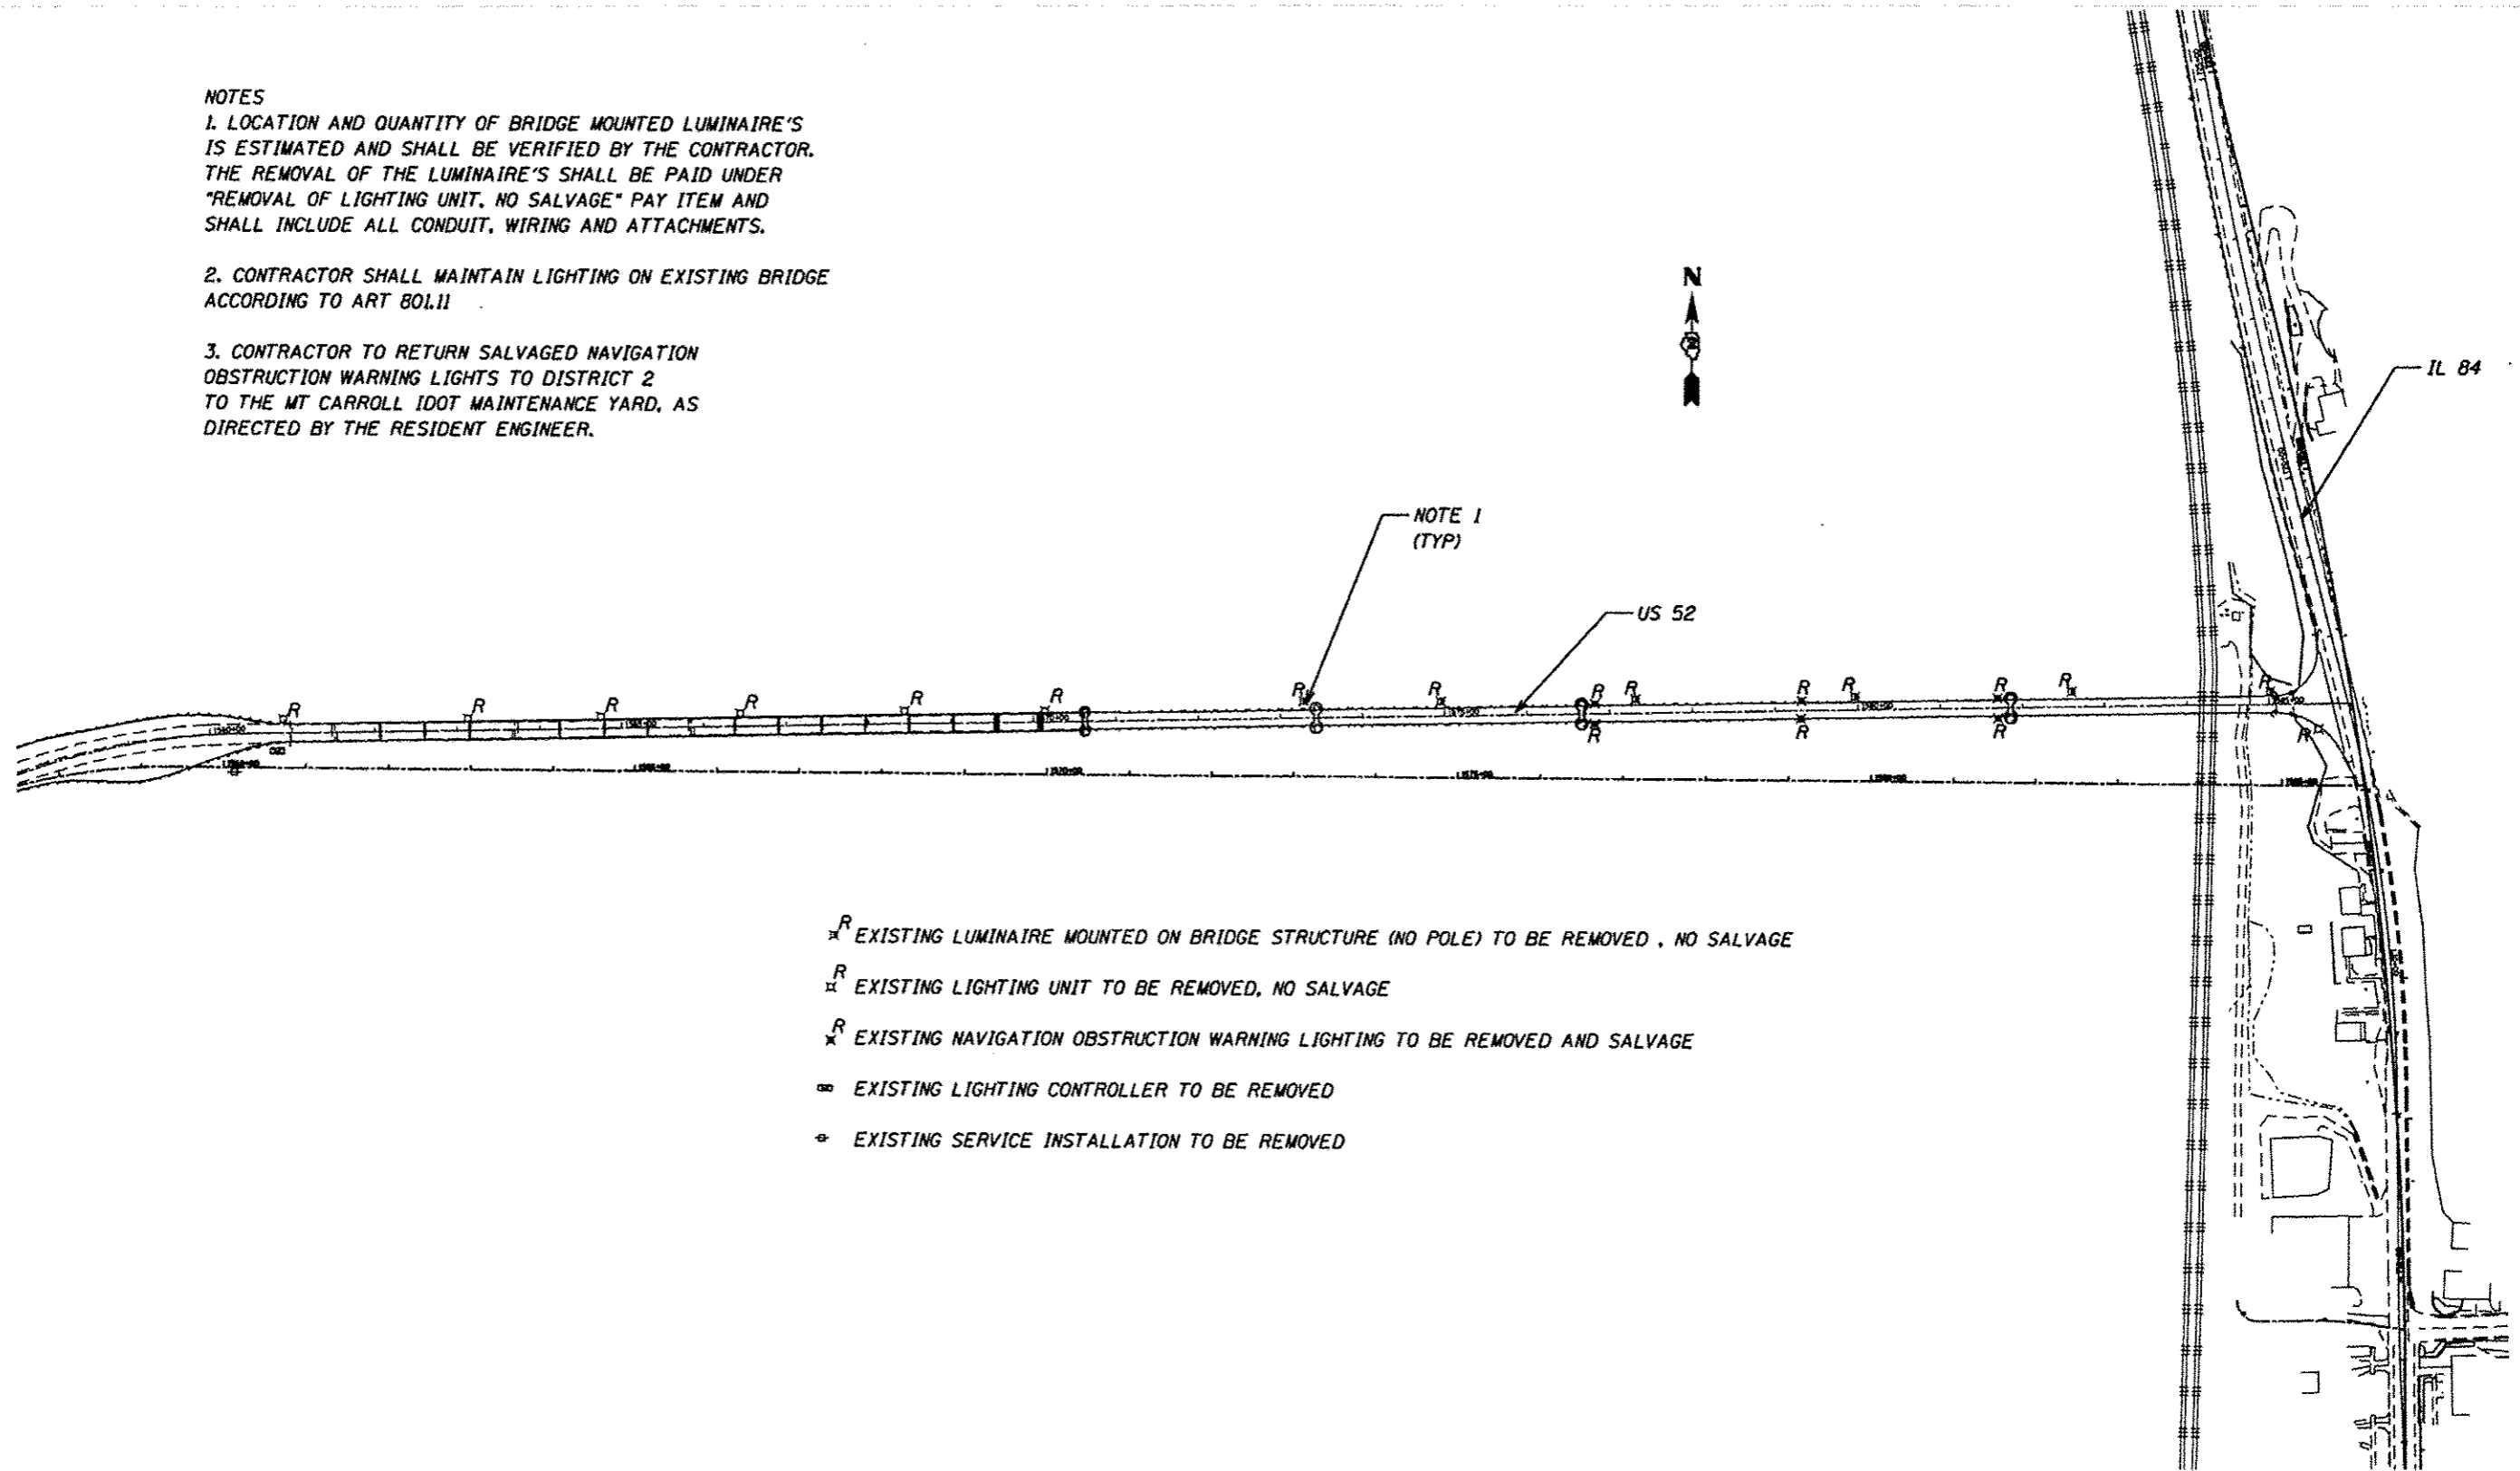 NOTES
1. LOCATION AND QUANTITY OF BRIDGE MOUNTED LUMINAIRE'S
IS ESTIMATED AND SHALL BE VERIFIED BY THE CONTRACTOR.
THE REMOVAL OF THE LUMINAIRE'S SHALL BE PAID UNDER
"REMOVAL OF LIGHTING UNIT, NO SALVAGE" PAY ITEM AND
SHALL INCLUDE ALL CONDUIT, WIRING AND ATTACHMENTS.
2. CONTRACTOR SHALL MAINTAIN LIGHTING ON EXISTING BRIDGE
ACCORDING TO ART 801.11
3. CONTRACTOR TO RETURN SALVAGED NAVIGATION
OBSTRUCTION WARNING LIGHTS TO DISTRICT 2
TO THE MT CARROLL IDOT MAINTENANCE YARD, AS
DIRECTED BY THE RESIDENT ENGINEER.
N
2
IL 84
NOTE 1
(TYP)
US 52
R R R R R R R R R R R R R R R
R R R R
R EXISTING LUMINAIRE MOUNTED ON BRIDGE STRUCTURE (NO POLE) TO BE REMOVED , NO SALVAGE
R EXISTING LIGHTING UNIT TO BE REMOVED, NO SALVAGE
R EXISTING NAVIGATION OBSTRUCTION WARNING LIGHTING TO BE REMOVED AND SALVAGE
EXISTING LIGHTING CONTROLLER TO BE REMOVED
EXISTING SERVICE INSTALLATION TO BE REMOVED